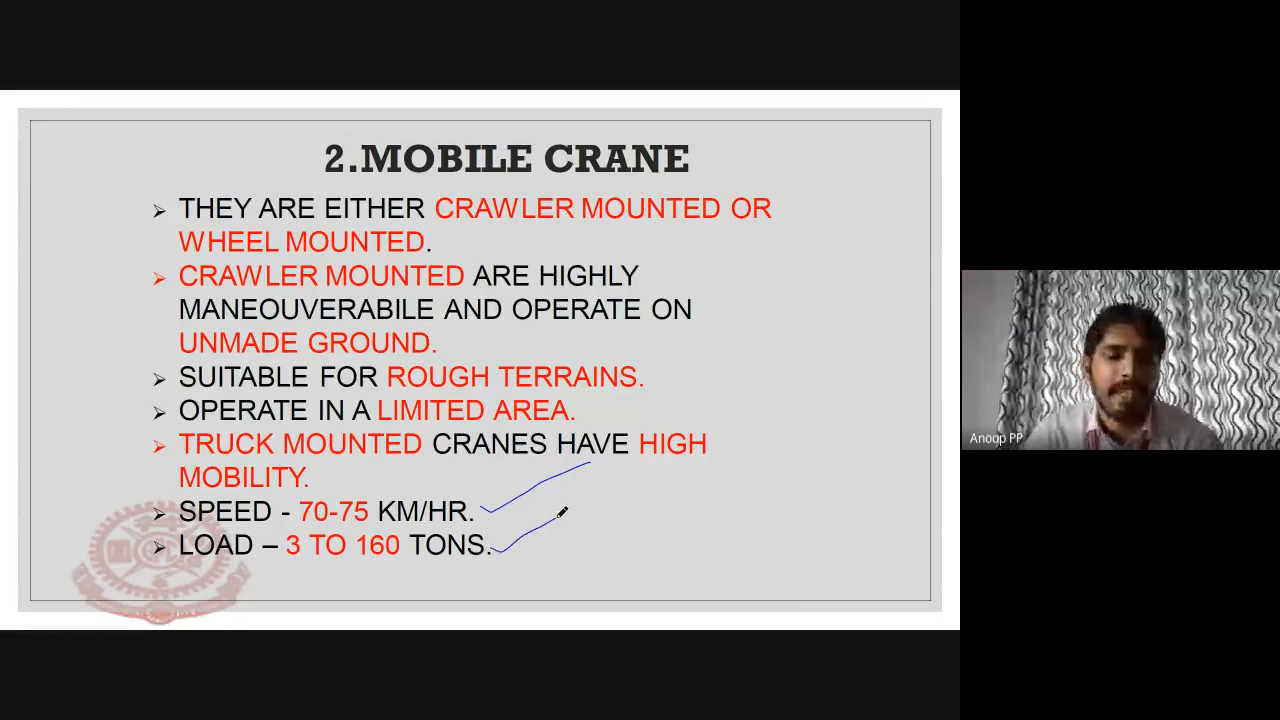 2.MOBILE CRANE
➢ THEY ARE EITHER CRAWLER MOUNTED OR
WHEEL MOUNTED.
➢ CRAWLER MOUNTED ARE HIGHLY
MANEOUVERABILE AND OPERATE ON
UNMADE GROUND.
➢ SUITABLE FOR ROUGH TERRAINS.
➢ OPERATE IN A LIMITED AREA.
➢ TRUCK MOUNTED CRANES HAVE HIGH
MOBILITY.
➢ SPEED - 70-75 KM/HR.
➢ LOAD – 3 TO 160 TONS.
Anoop PP